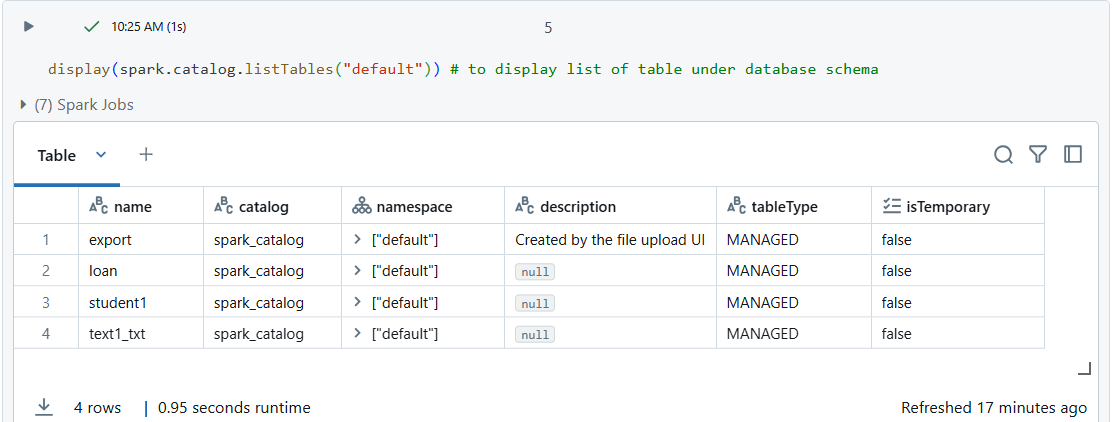 10:25 AM (1s)
5
display(spark.catalog.listTables("default")) # to display list of table under database schema
(7) Spark Jobs
Table
name catalog namespace description tableType isTemporary
1 export spark_catalog ["default"] Created by the file upload UI MANAGED false
2 loan spark_catalog ["default"] null MANAGED false
3 student1 spark_catalog ["default"] null MANAGED false
4 text1_txt spark_catalog ["default"] null MANAGED false
4 rows | 0.95 seconds runtime Refreshed 17 minutes ago